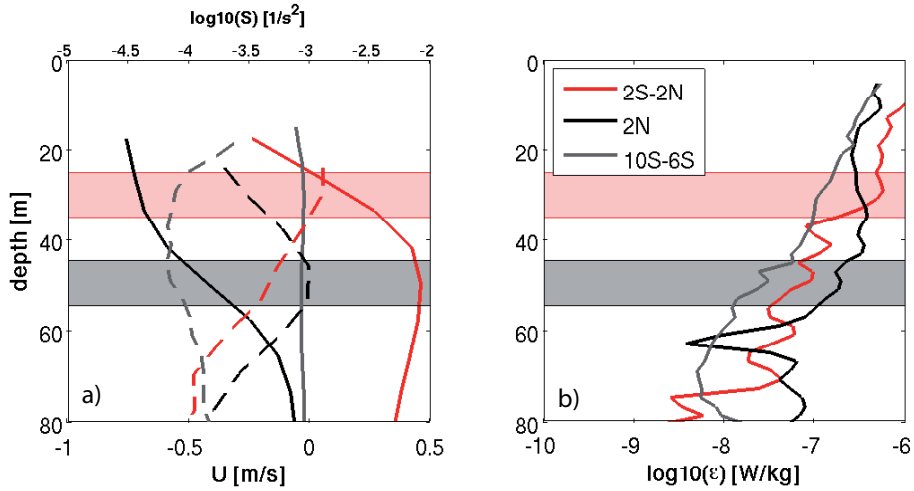 log10(S) [1/s²]
-5 -4.5 -4 -3.5 -3 -2.5 -2
0
20
40
60
80
depth [m]
a)
-1 -0.5 0 0.5
U [m/s]
0
20
40
60
80
2S-2N
2N
10S-6S
b)
-10 -9 -8 -7 -6
log10(ε) [W/kg]